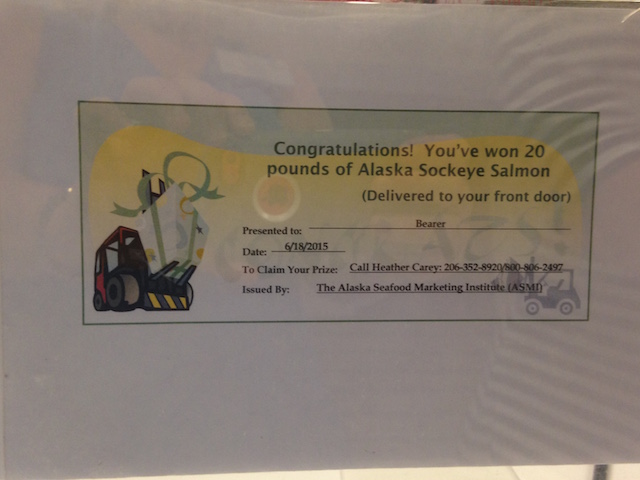 Congratulations! You've won 20
pounds of Alaska Sockeye Salmon
(Delivered to your front door)
Presented to: Bearer
Date: 6/18/2015
To Claim Your Prize: Call Heather Carey: 206-352-8920/800-806-2497
Issued By: The Alaska Seafood Marketing Institute (ASMI)